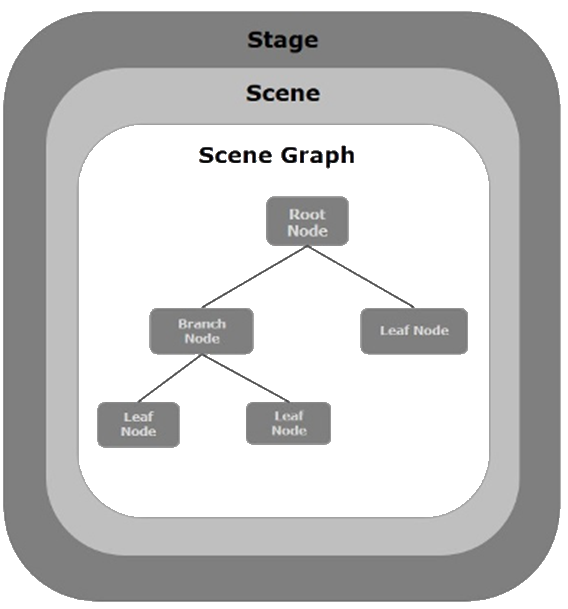 Stage
Scene
Scene Graph
Root
Node
Branch
Node
Leaf Node
Leaf
Node
Leaf
Node